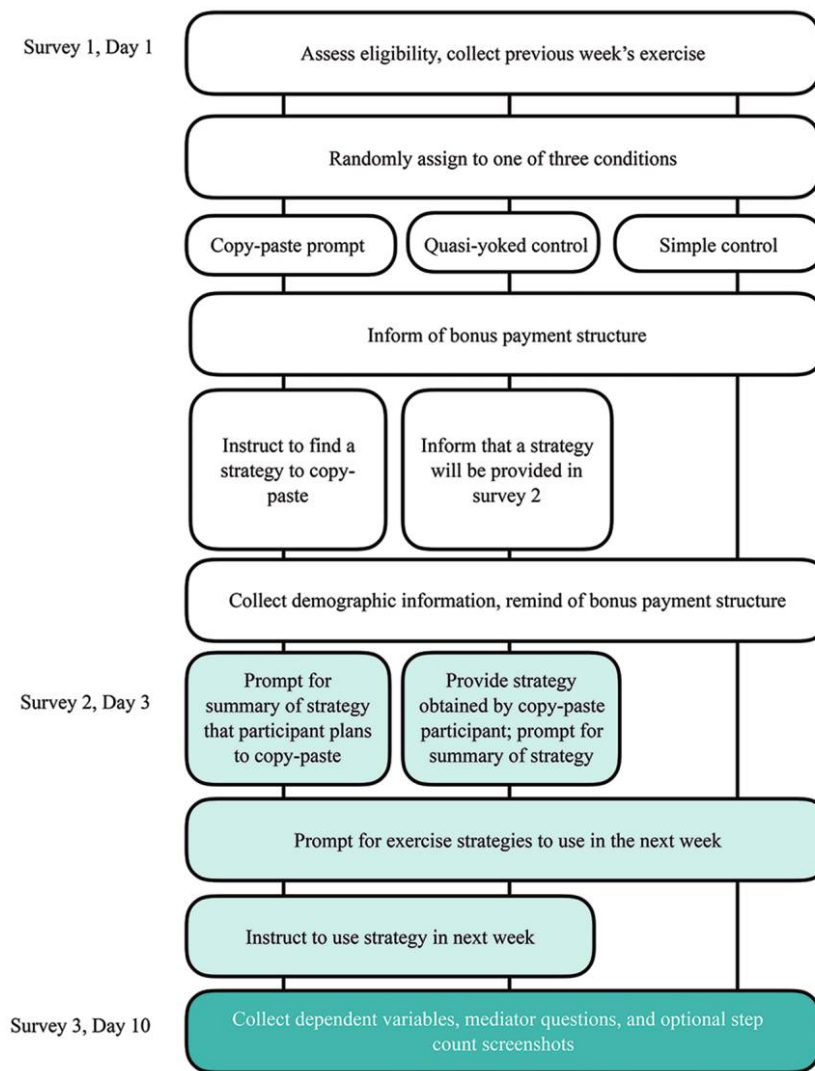 Survey 1, Day 1
Assess eligibility, collect previous week's exercise
Randomly assign to one of three conditions
Copy-paste prompt
Quasi-yoked control
Simple control
Inform of bonus payment structure
Instruct to find a
strategy to copy-
paste
Inform that a strategy
will be provided in
survey 2
Collect demographic information, remind of bonus payment structure
Survey 2, Day 3
Prompt for
summary of strategy
that participant plans
to copy-paste
Provide strategy
obtained by copy-paste
participant; prompt for
summary of strategy
Prompt for exercise strategies to use in the next week
Instruct to use strategy in next week
Survey 3, Day 10
Collect dependent variables, mediator questions, and optional step
count screenshots